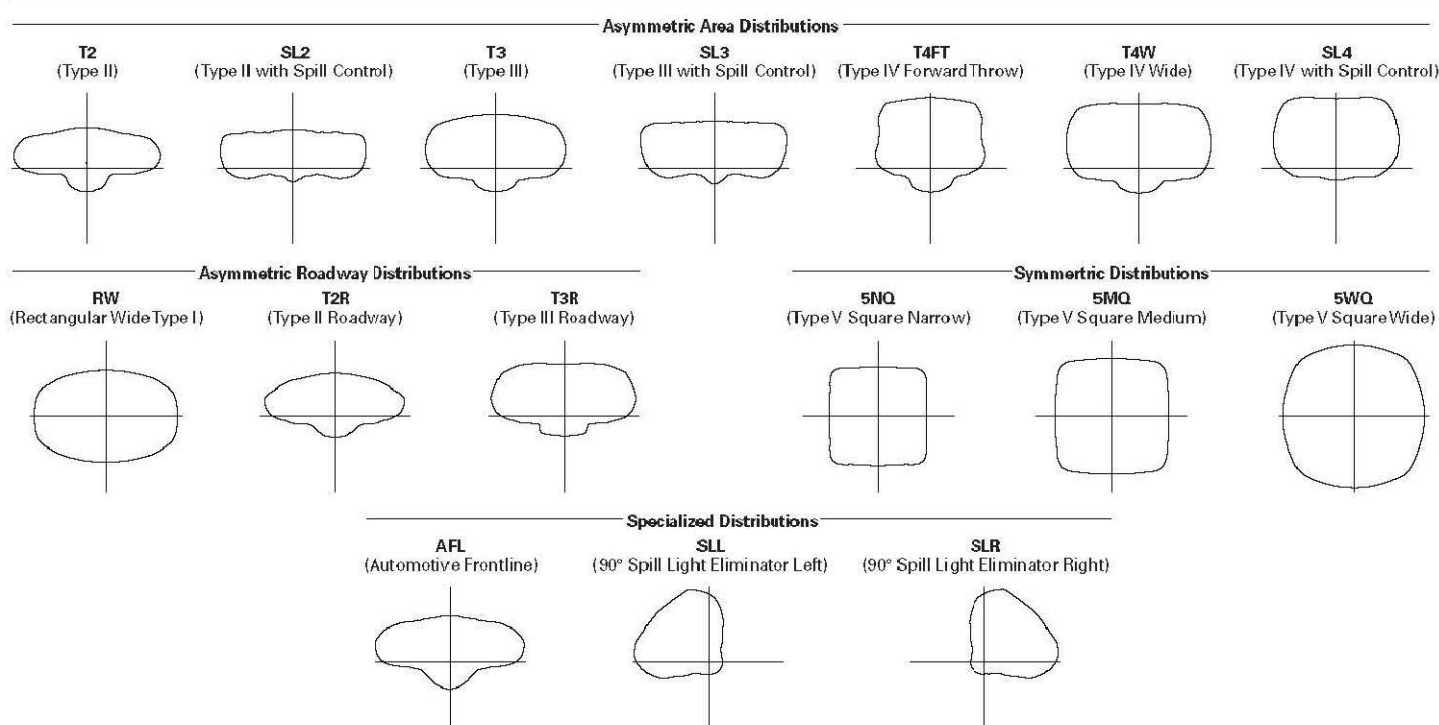 Asymmetric Area Distributions
T2 SL2 T3 SL3 T4FT T4W SL4
(Type II) (Type II with Spill Control) (Type III) (Type III with Spill Control) (Type IV Forward Throw) (Type IV Wide) (Type IV with Spill Control)
Asymmetric Roadway Distributions Symmertric Distributions
RW T2R T3R 5NQ 5MQ 5WQ
(Rectangular Wide Type I) (Type II Roadway) (Type III Roadway) (Type V Square Narrow) (Type V Square Medium) (Type V Square Wide)
Specialized Distributions
AFL SLL SLR
(Automotive Frontline) (90° Spill Light Eliminator Left) (90° Spill Light Eliminator Right)